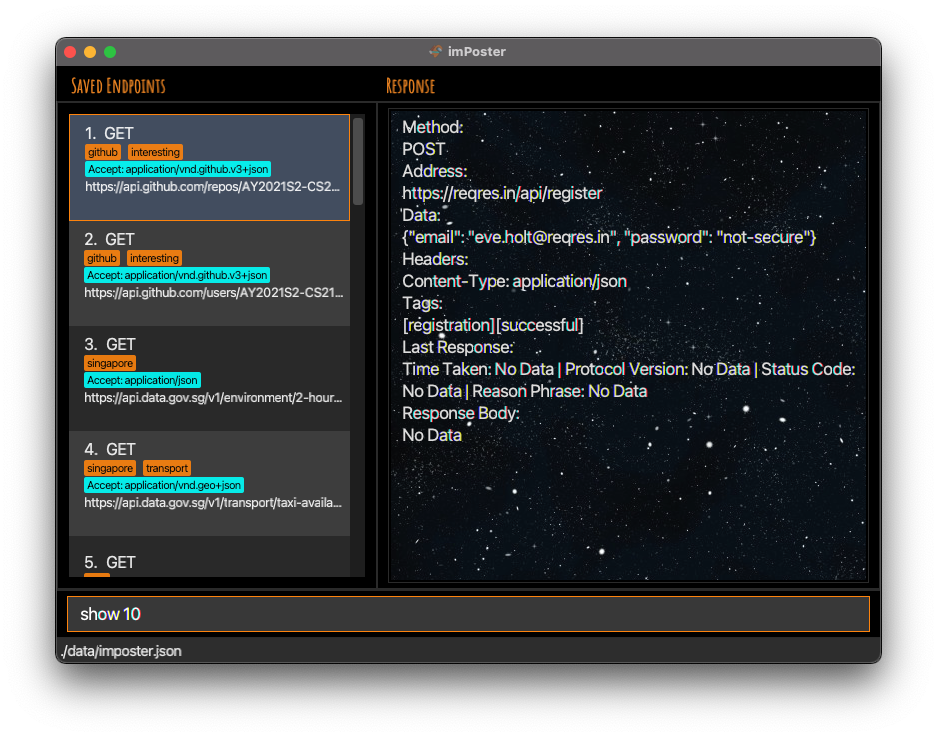 imPoster
Saved Endpoints
Response
1. GET
github interesting
Accept: application/vnd.github.v3+json
https://api.github.com/repos/AY2021S2-CS2...
2. GET
github interesting
Accept: application/vnd.github.v3+json
https://api.github.com/users/AY2021S2-CS21...
3. GET
singapore
Accept: application/json
https://api.data.gov.sg/v1/environment/2-hour...
4. GET
singapore transport
Accept: application/vnd.geo+json
https://api.data.gov.sg/v1/transport/taxi-availa...
5. GET
Method:
POST
Address:
https://reqres.in/api/register
Data:
{"email": "eve.holt@reqres.in", "password": "not-secure"}
Headers:
Content-Type: application/json
Tags:
[registration][successful]
Last Response:
Time Taken: No Data | Protocol Version: No Data | Status Code:
No Data | Reason Phrase: No Data
Response Body:
No Data
show 10
./data/imposter.json